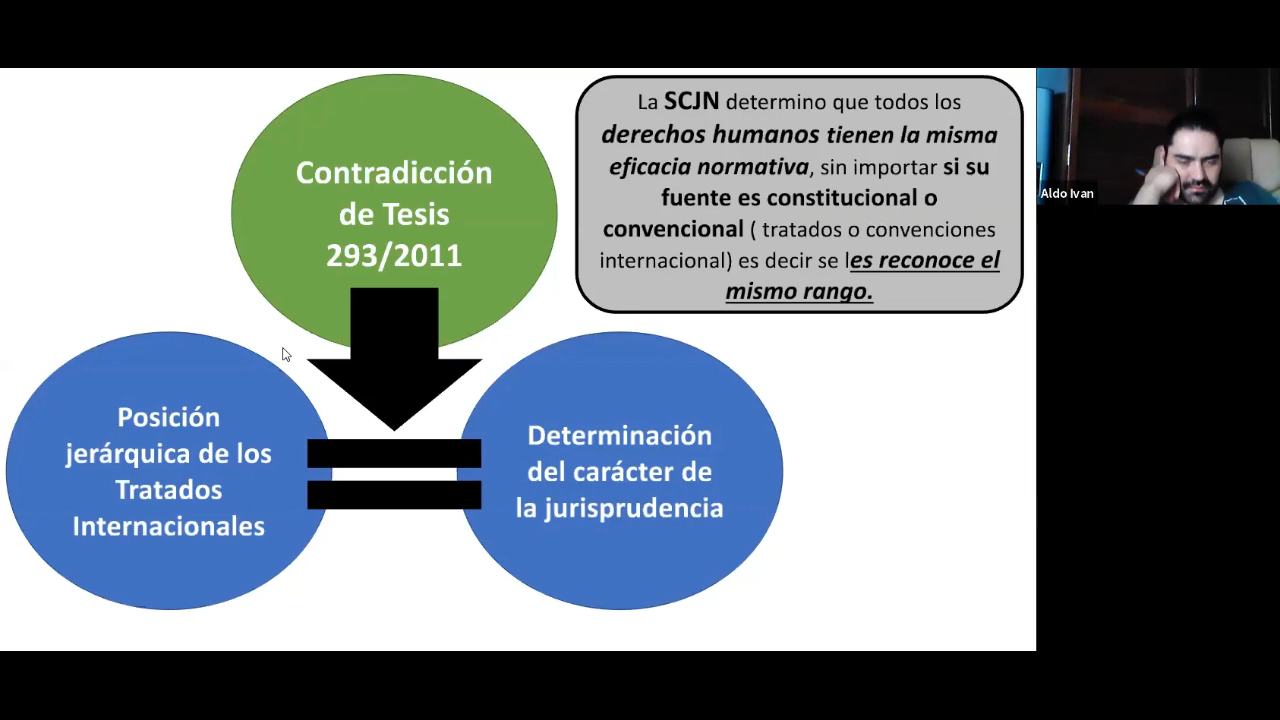 Contradicción
de Tesis
293/2011
La SCJN determino que todos los
derechos humanos tienen la misma
eficacia normativa, sin importar si su
fuente es constitucional o
convencional ( tratados o convenciones
internacional) es decir se les reconoce el
mismo rango.
Aldo Ivan
Posición
jerárquica de los
Tratados
Internacionales
Determinación
del carácter de
la jurisprudencia